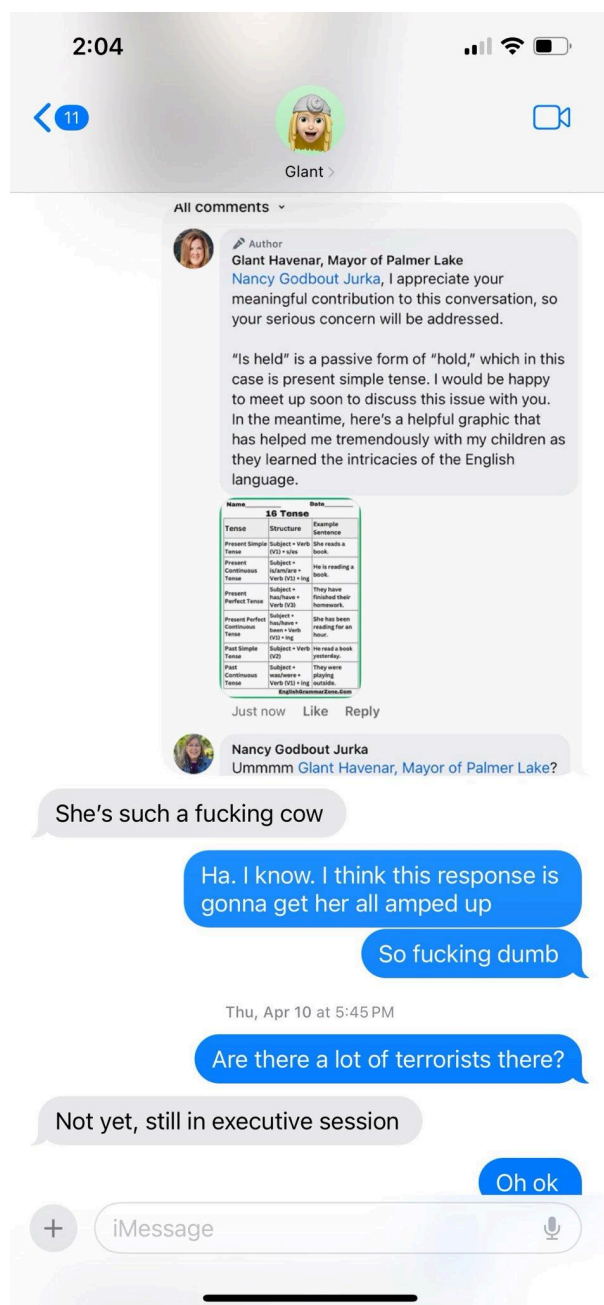 2:04
11
Glant >
All comments
Author
Glant Havenar, Mayor of Palmer Lake
Nancy Godbout Jurka, I appreciate your
meaningful contribution to this conversation, so
your serious concern will be addressed.
"Is held" is a passive form of "hold," which in this
case is present simple tense. I would be happy
to meet up soon to discuss this issue with you.
In the meantime, here's a helpful graphic that
has helped me tremendously with my children as
they learned the intricacies of the English
language.
Name Date
16 Tense
Tense Structure Example Sentence
Present Simple Tense Subject + Verb (V1) + s/es She reads a book.
Present Continuous Tense Subject + is/am/are + Verb (V1) + ing He is reading a book.
Present Perfect Tense Subject + has/have + Verb (V3) They have finished their homework.
Present Perfect Continuous Tense Subject + has/have + been + Verb (V1) + ing She has been reading for an hour.
Past Simple Tense Subject + Verb (V2) He read a book yesterday.
Past Continuous Tense Subject + was/were + Verb (V1) + ing They were playing outside.
EnglishGrammarZone.Com
Just now Like Reply
Nancy Godbout Jurka
Ummmm Glant Havenar, Mayor of Palmer Lake?
She's such a fucking cow
Ha. I know. I think this response is
gonna get her all amped up
So fucking dumb
Thu, Apr 10 at 5:45 PM
Are there a lot of terrorists there?
Not yet, still in executive session
Oh ok
iMessage